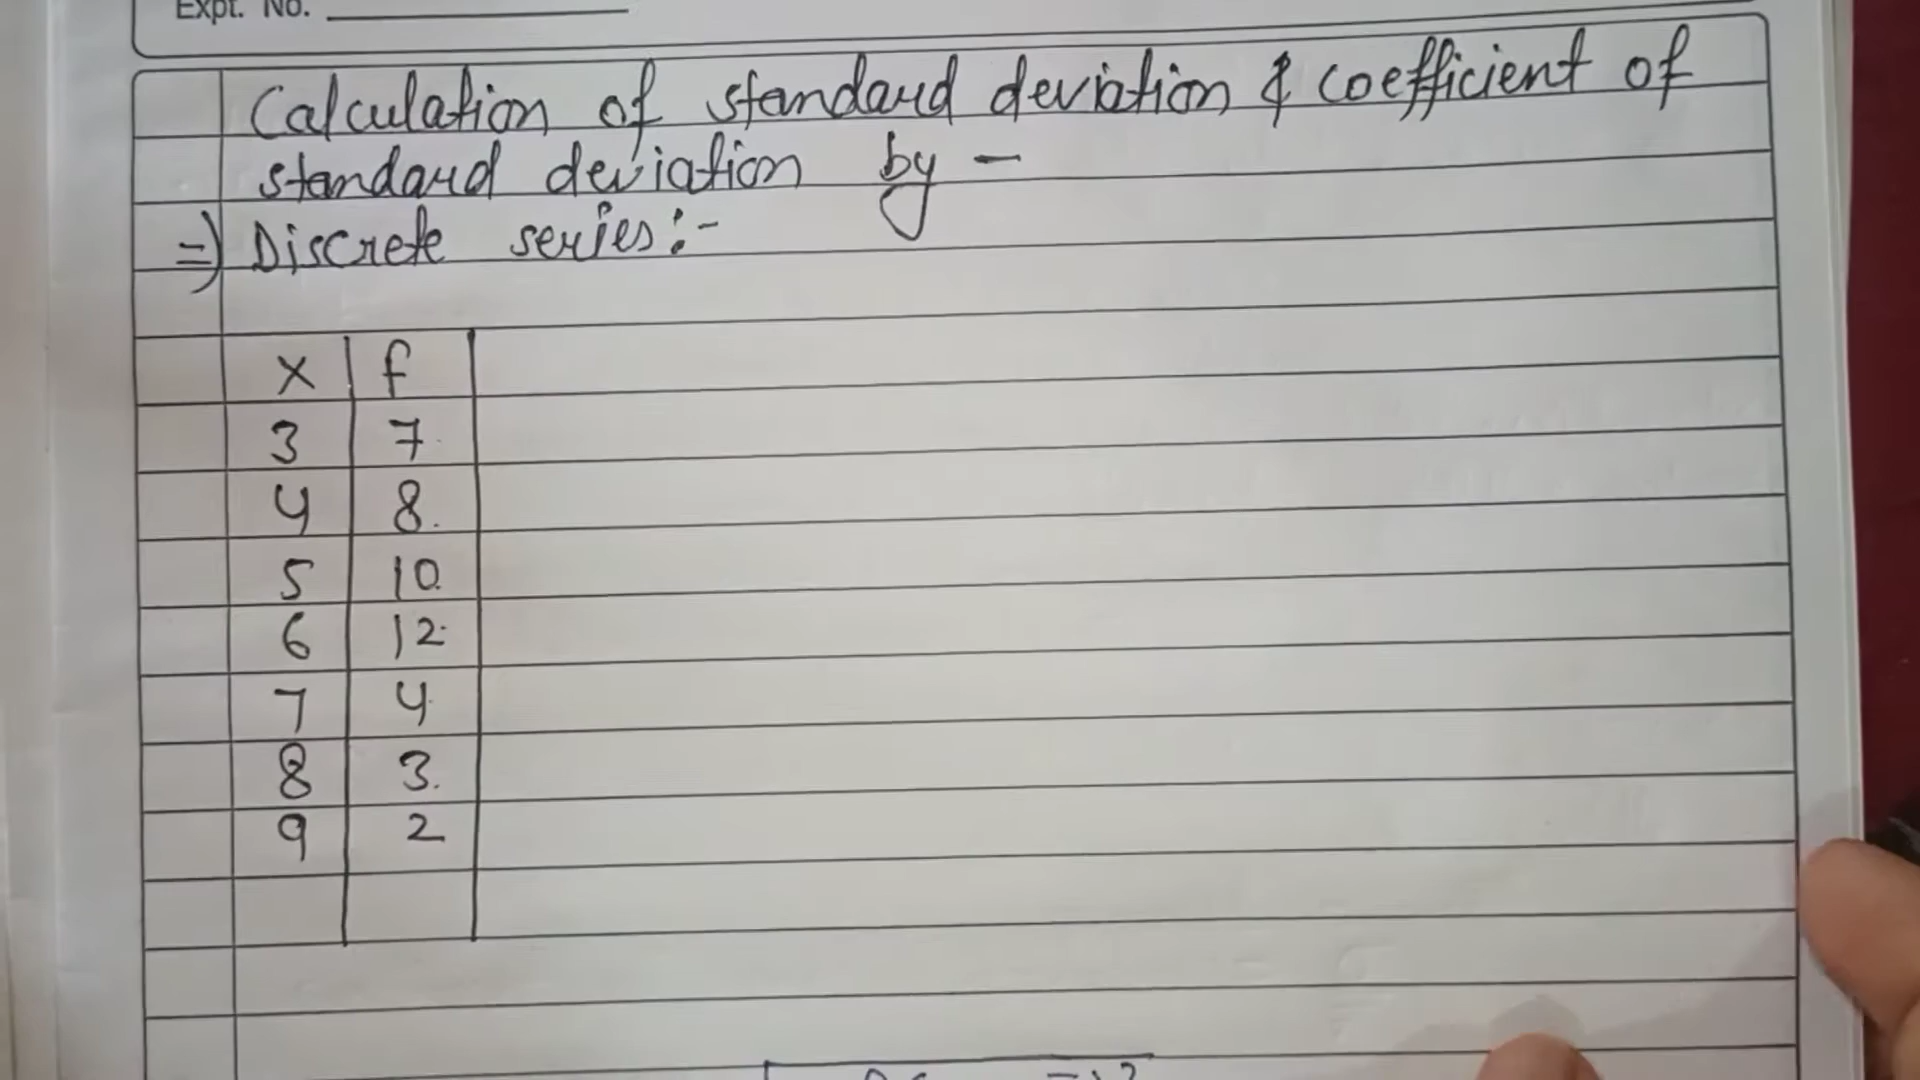 Expt. No.
Calculation of standard deviation & coefficient of
standard deviation by -
=) Discrete series:-
x f
3 7
4 8
5 10
6 12
7 4
8 3
9 2